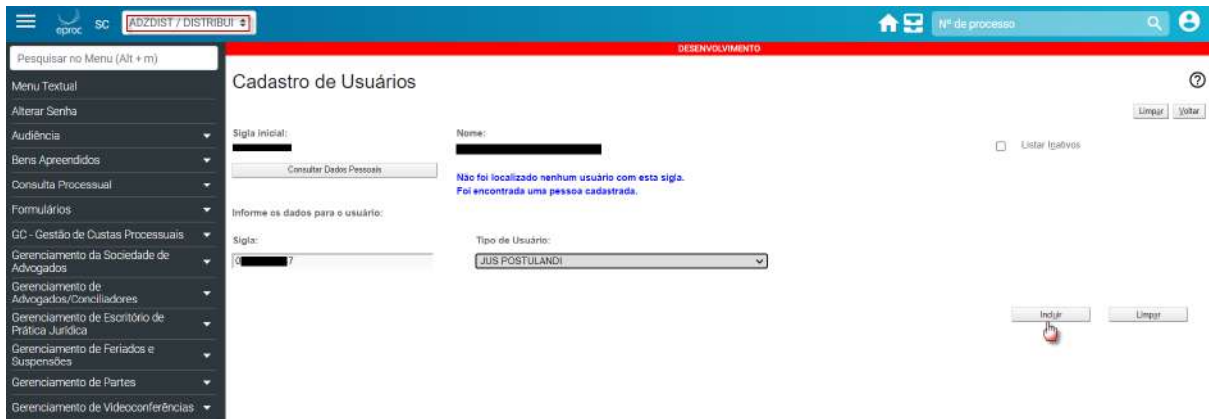 eproc SC ADZDIST / DISTRIBUI Nº de processo
DESENVOLVIMENTO
Pesquisar no Menu (Alt + m)
Menu Textual
Alterar Senha
Audiência
Bens Apreendidos
Consulta Processual
Formulários
GC - Gestão de Custas Processuais
Gerenciamento da Sociedade de
Advogados
Gerenciamento de
Advogados/Conciliadores
Gerenciamento de Escritório de
Prática Jurídica
Gerenciamento de Feriados e
Suspensões
Gerenciamento de Partes
Gerenciamento de Videoconferências
Cadastro de Usuários
Limpar Voltar
Sigla inicial: Nome:
Listar Inativos
Consultar Dados Pessoais
Não foi localizado nenhum usuário com esta sigla.
Foi encontrada uma pessoa cadastrada.
Informe os dados para o usuário:
Sigla: Tipo de Usuário:
0 7 JUS POSTULANDI
Incluir Limpar